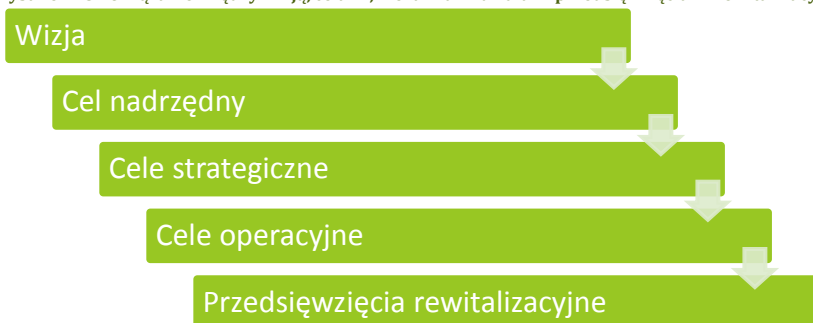 Wizja
Cel nadrzędny
Cele strategiczne
Cele operacyjne
Przedsięwzięcia rewitalizacyjne